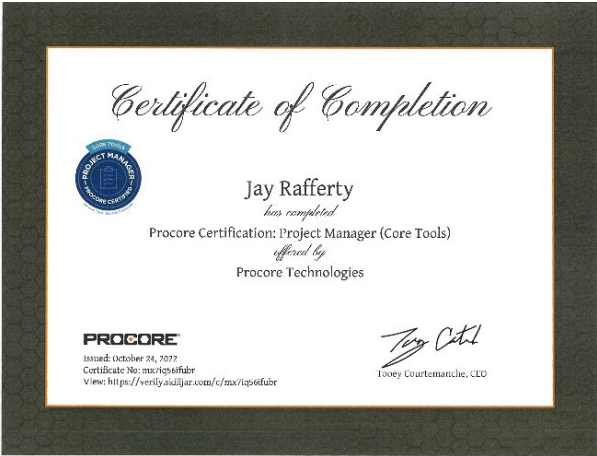 Certificate of Completion
CORE TOOLS
PROJECT MANAGER
PROCORE CERTIFIED
Jay Rafferty
has completed
Procore Certification: Project Manager (Core Tools)
offered by
Procore Technologies
PROCORE
Issued: October 24, 2022
Certificate No: mx7iq56ifubr
View: https://verify.skilljar.com/c/mx7iq56ifubr
Tooey Courtemanche, CEO